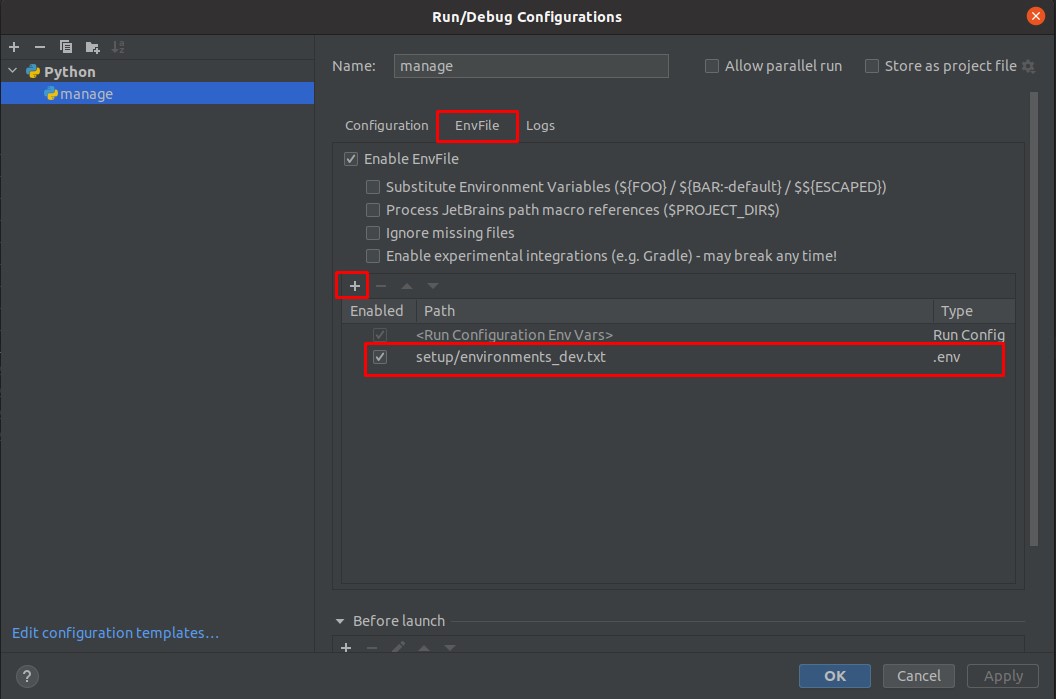 Run/Debug Configurations
Python
manage
Name: manage Allow parallel run Store as project file
Configuration EnvFile Logs
Enable EnvFile
Substitute Environment Variables (${FOO} / ${BAR:-default} / $${ESCAPED})
Process JetBrains path macro references ($PROJECT_DIR$)
Ignore missing files
Enable experimental integrations (e.g. Gradle) - may break any time!
Enabled Path Type
<Run Configuration Env Vars> Run Config
setup/environments_dev.txt .env
Before launch
Edit configuration templates...
? OK Cancel Apply